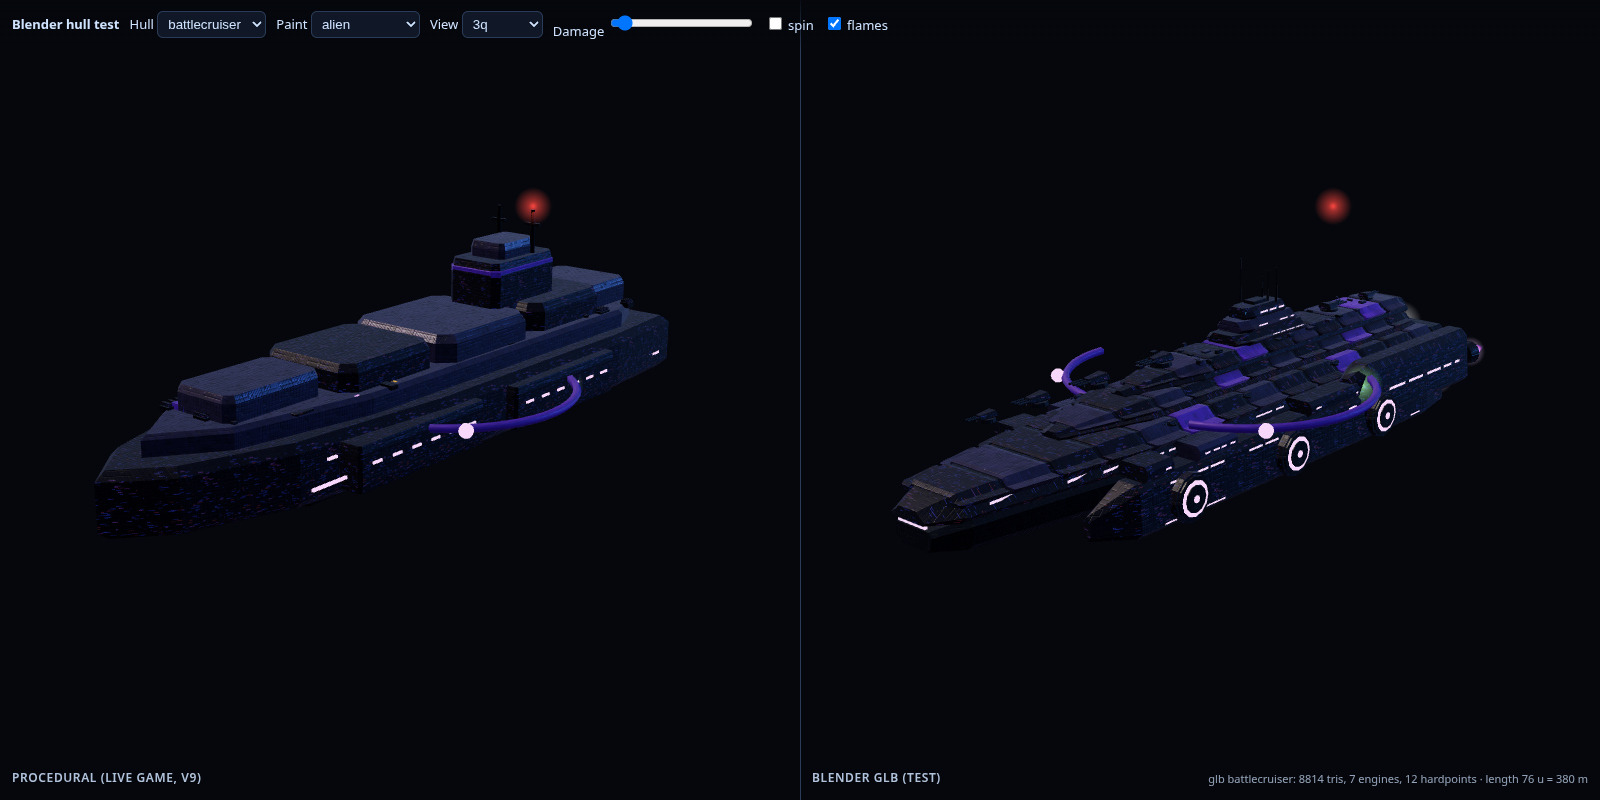 Blender hull test Hull battlecruiser Paint alien View 3q Damage spin flames
PROCEDURAL (LIVE GAME, V9)
BLENDER GLB (TEST)
glb battlecruiser: 8814 tris, 7 engines, 12 hardpoints · length 76 u = 380 m